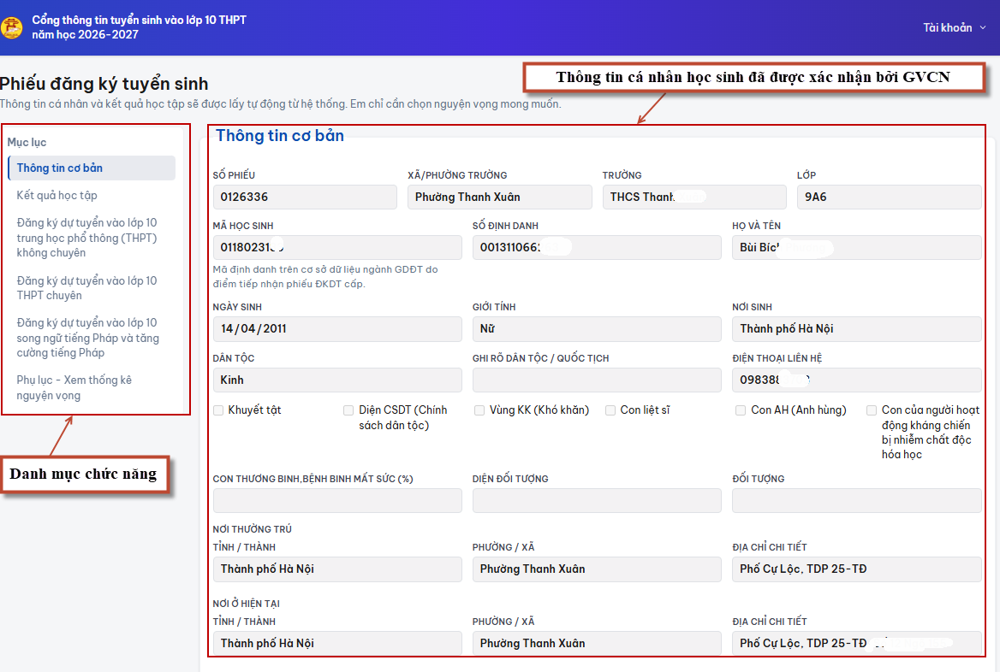 Cổng thông tin tuyển sinh vào lớp 10 THPT
năm học 2026-2027
Tài khoản
Phiếu đăng ký tuyển sinh
Thông tin cá nhân học sinh đã được xác nhận bởi GVCN
Thông tin cá nhân và kết quả học tập sẽ được lấy tự động từ hệ thống. Em chỉ cần chọn nguyện vọng mong muốn.
Mục lục
Thông tin cơ bản
Kết quả học tập
Đăng ký dự tuyển vào lớp 10
trung học phổ thông (THPT)
không chuyên
Đăng ký dự tuyển vào lớp 10
THPT chuyên
Đăng ký dự tuyển vào lớp 10
song ngữ tiếng Pháp và tăng
cường tiếng Pháp
Phụ lục - Xem thống kê
nguyện vọng
Danh mục chức năng
Thông tin cơ bản
SỐ PHIẾU XÃ/PHƯỜNG TRƯỜNG TRƯỜNG LỚP
0126336 Phường Thanh Xuân THCS Thanh 9A6
MÃ HỌC SINH SỐ ĐỊNH DANH HỌ VÀ TÊN
01180231 001311066 Bùi Bíc
Mã định danh trên cơ sở dữ liệu ngành GDĐT do
điểm tiếp nhận phiếu ĐKDT cấp.
NGÀY SINH GIỚI TÍNH NƠI SINH
14/04/2011 Nữ Thành phố Hà Nội
DÂN TỘC GHI RÕ DÂN TỘC / QUỐC TỊCH ĐIỆN THOẠI LIÊN HỆ
Kinh 09838
Khuyết tật Diện CSDT (Chính Vùng KK (Khó khăn) Con liệt sĩ Con AH (Anh hùng) Con của người hoạt
sách dân tộc) động kháng chiến
bị nhiễm chất độc
hóa học
CON THƯƠNG BINH,BỆNH BINH MẤT SỨC (%) DIỆN ĐỐI TƯỢNG ĐỐI TƯỢNG
NƠI THƯỜNG TRÚ
TỈNH / THÀNH PHƯỜNG / XÃ ĐỊA CHỈ CHI TIẾT
Thành phố Hà Nội Phường Thanh Xuân Phố Cự Lộc, TDP 25-TĐ
NƠI Ở HIỆN TẠI
TỈNH / THÀNH PHƯỜNG / XÃ ĐỊA CHỈ CHI TIẾT
Thành phố Hà Nội Phường Thanh Xuân Phố Cự Lộc, TDP 25-TĐ